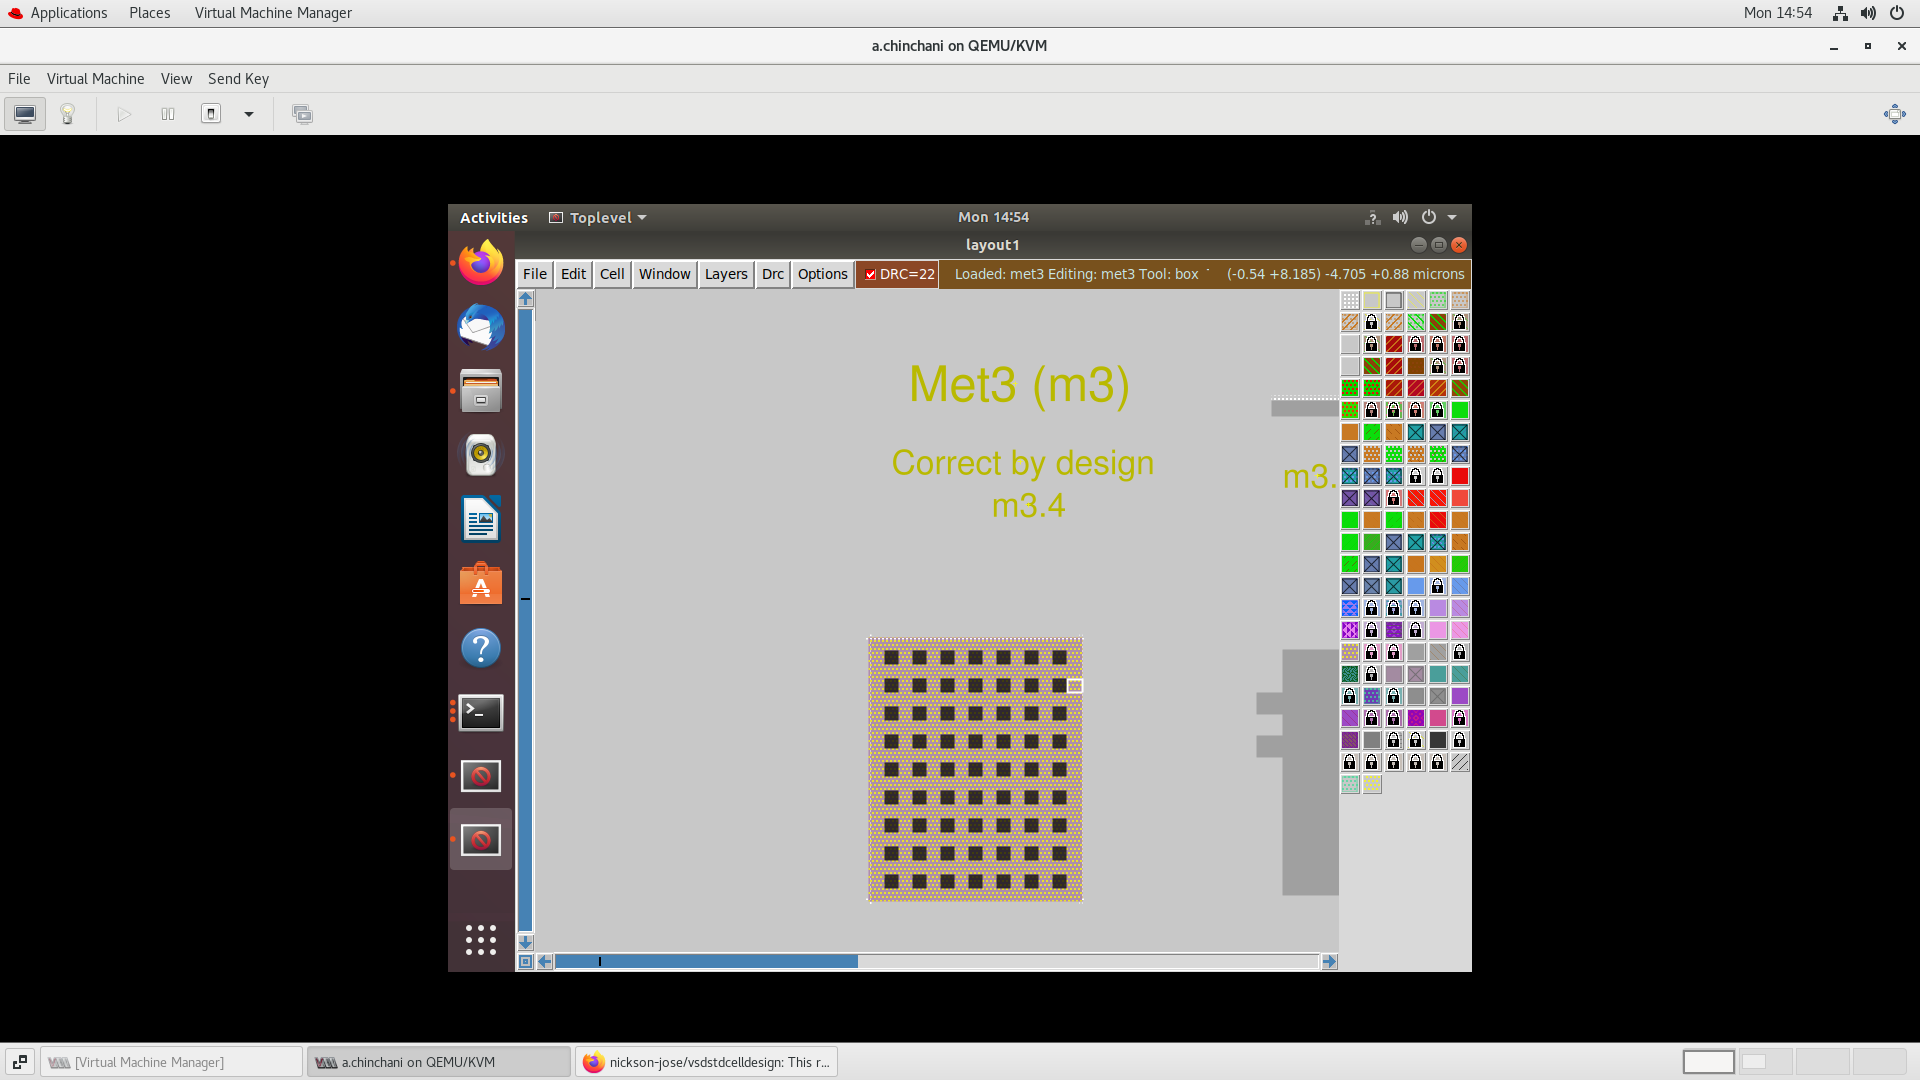 Applications Places Virtual Machine Manager Mon 14:54
a.chinchani on QEMU/KVM
File Virtual Machine View Send Key
Activities Toplevel Mon 14:54
layout1
File Edit Cell Window Layers Drc Options DRC=22 Loaded: met3 Editing: met3 Tool: box (-0.54 +8.185) -4.705 +0.88 microns
Met3 (m3)
Correct by design
m3.4
m3.
[Virtual Machine Manager] a.chinchani on QEMU/KVM nickson-jose/vsdstdcelldesign: This r...